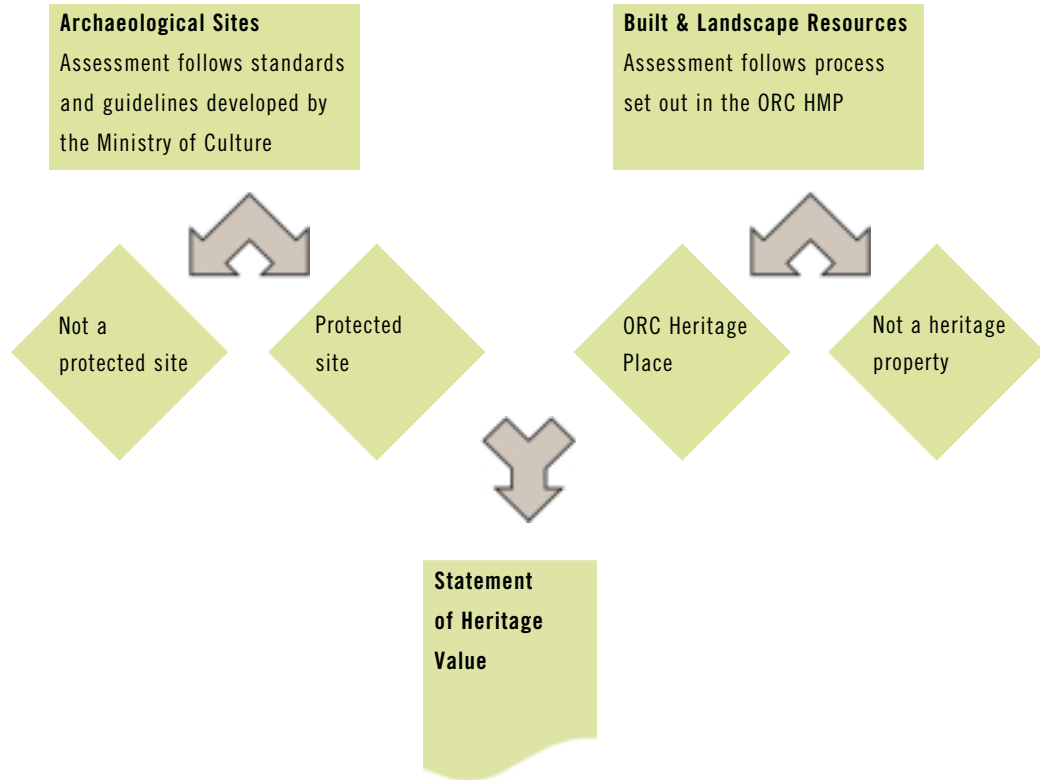 Archaeological Sites
Assessment follows standards
and guidelines developed by
the Ministry of Culture
Built & Landscape Resources
Assessment follows process
set out in the ORC HMP
Not a
protected site
Protected
site
ORC Heritage
Place
Not a heritage
property
Statement
of Heritage
Value